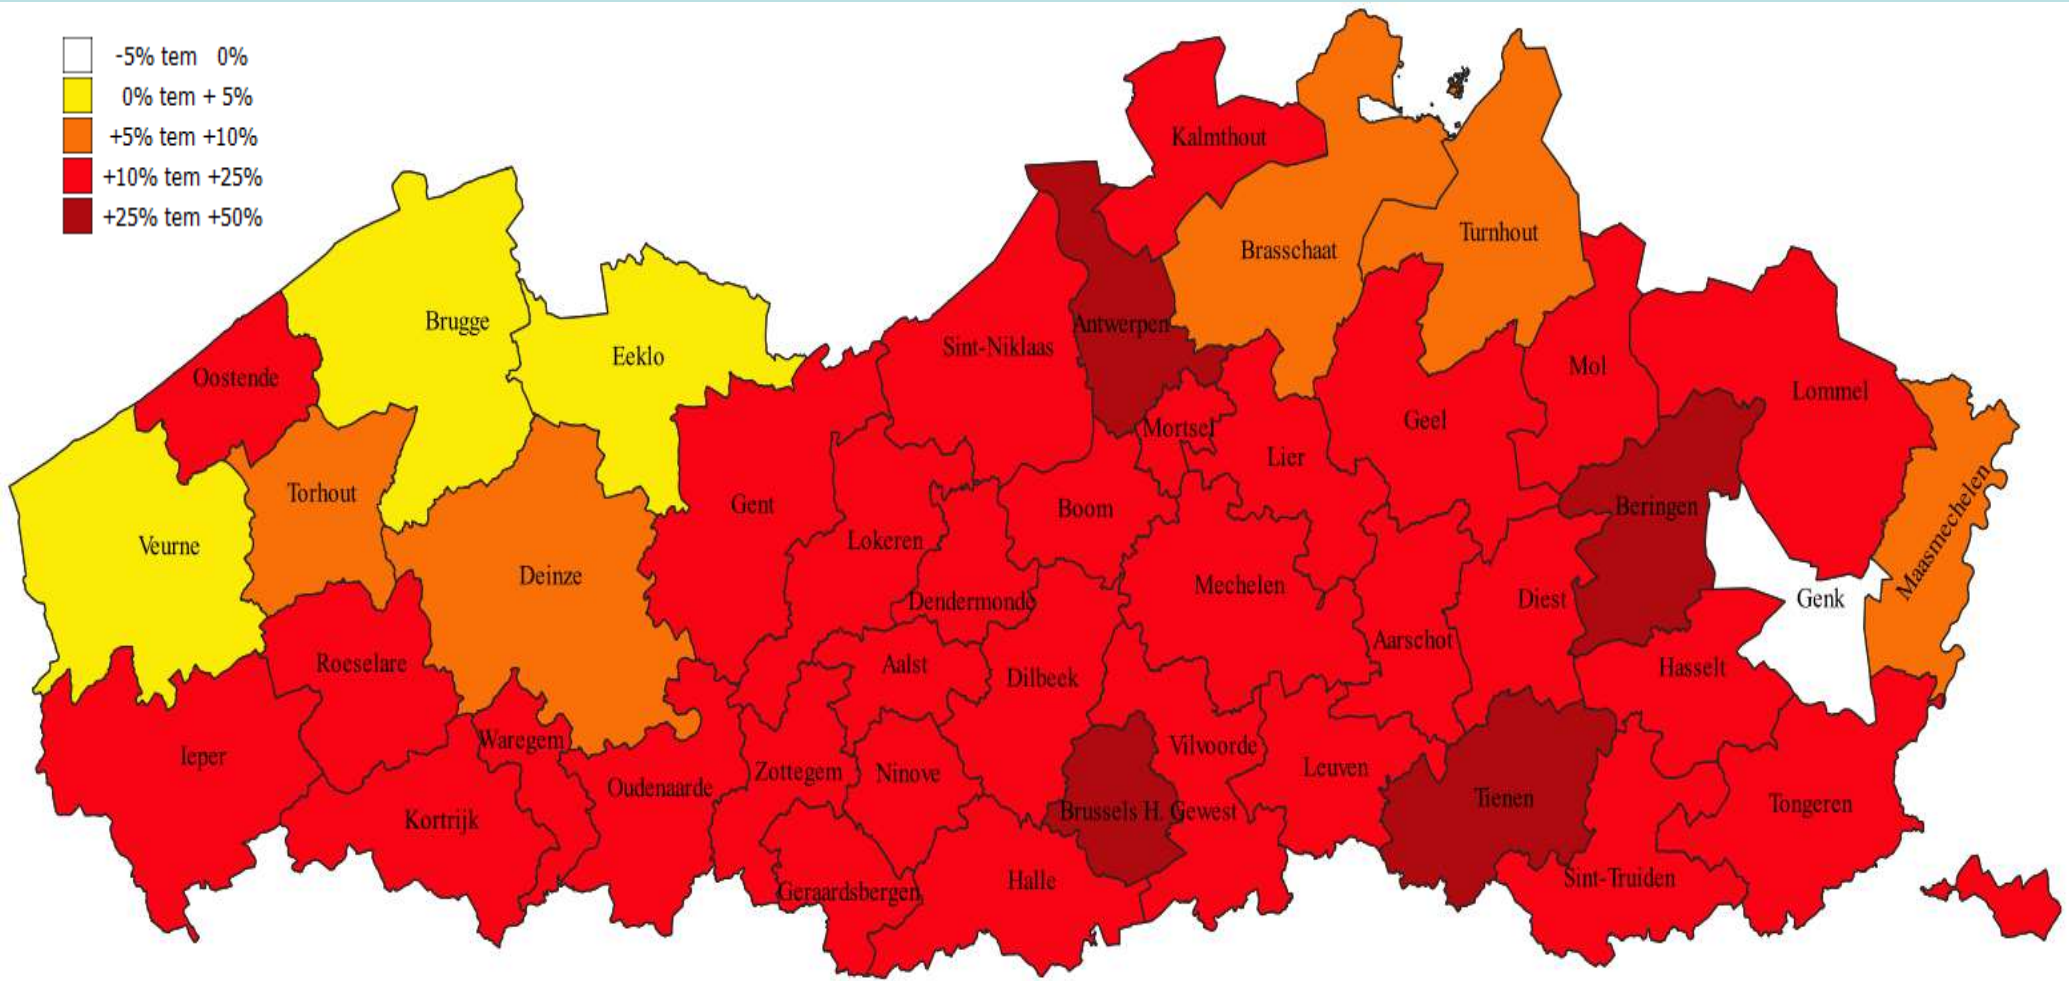 -5% tem 0%
0% tem + 5%
+5% tem +10%
+10% tem +25%
+25% tem +50%
Kalmthout
Turnhout
Brasschaat
Brugge
Antwerpen
Sint-Niklaas
Eeklo
Mol
Oostende
Lommel
Geel
Mortsel
Lier
Torhout
Gent
Boom
Beringen
Maasmechelen
Veurne
Lokeren
Deinze
Mechelen
Dendermonde
Diest
Genk
Aarschot
Roeselare
Aalst
Dilbeek
Hasselt
Ieper
Waregem
Vilvoorde
Zottegem
Ninove
Leuven
Oudenaarde
Tienen
Tongeren
Kortrijk
Brussels H. Gewest
Halle
Geraardsbergen
Sint-Truiden